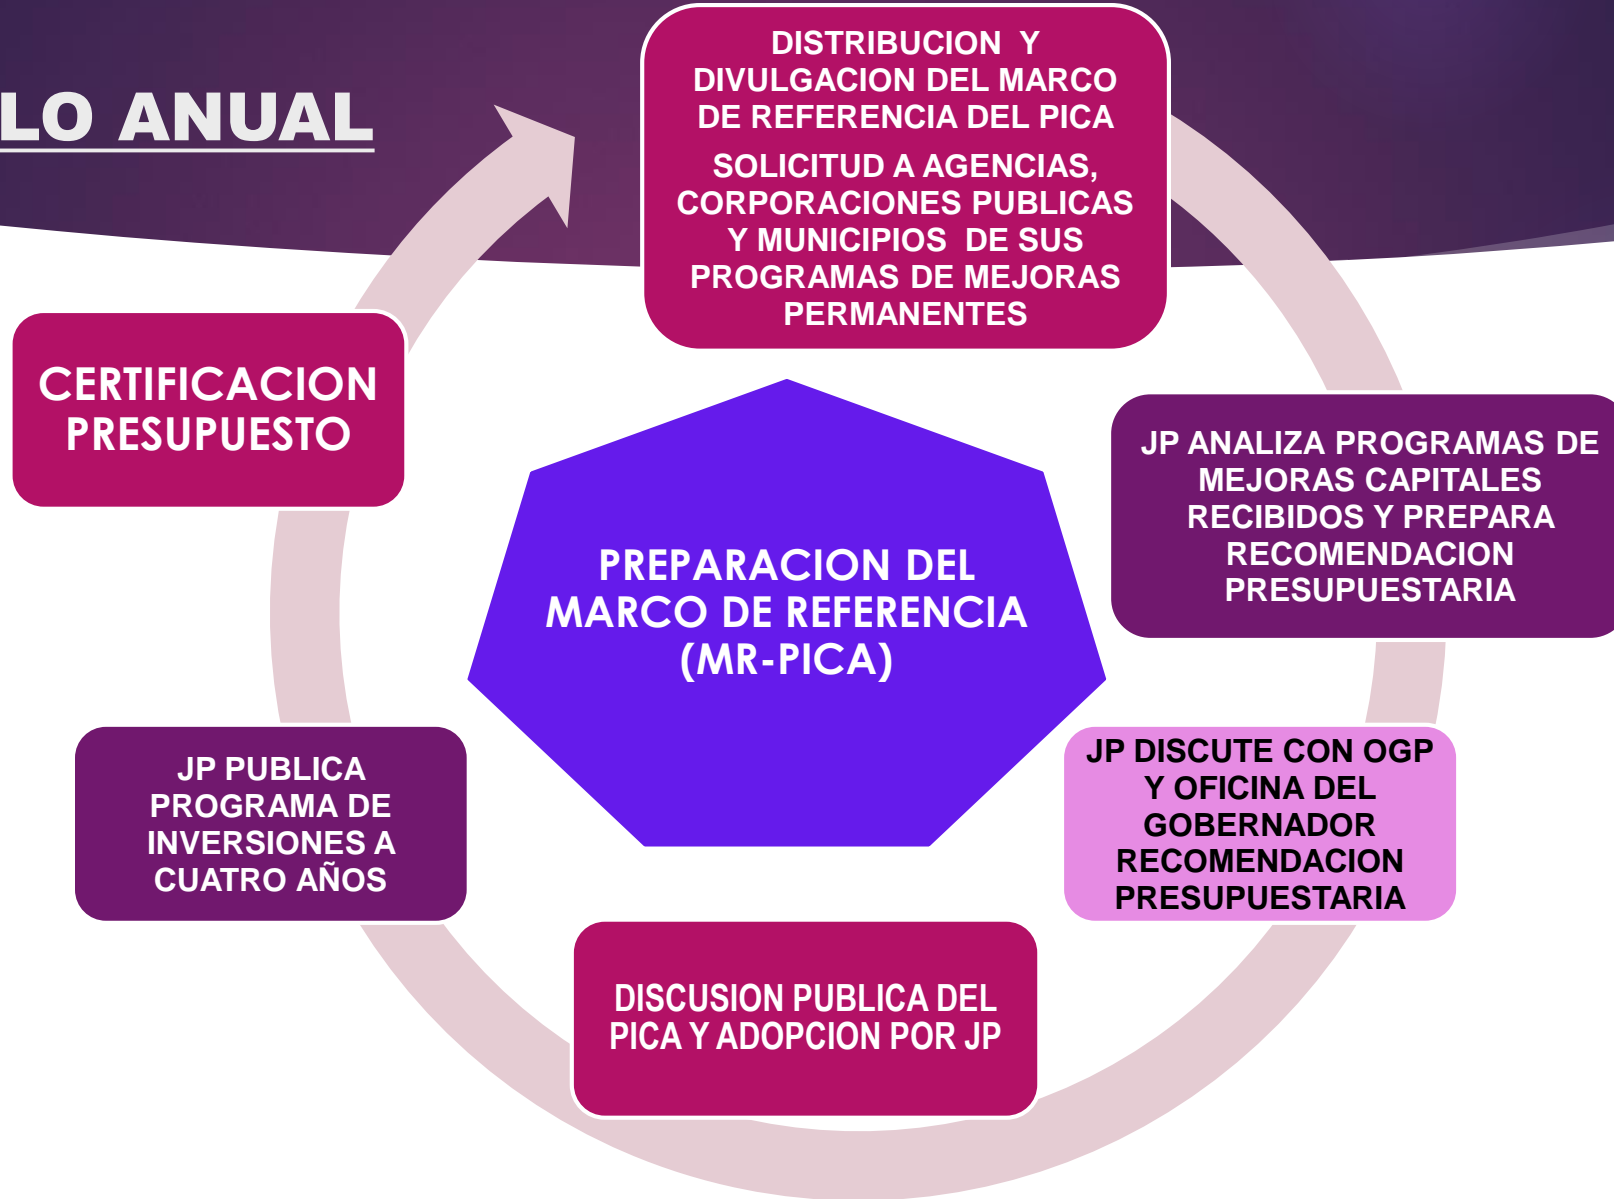 LO ANUAL
DISTRIBUCION Y
DIVULGACION DEL MARCO
DE REFERENCIA DEL PICA
SOLICITUD A AGENCIAS,
CORPORACIONES PUBLICAS
Y MUNICIPIOS DE SUS
PROGRAMAS DE MEJORAS
PERMANENTES
JP ANALIZA PROGRAMAS DE
MEJORAS CAPITALES
RECIBIDOS Y PREPARA
RECOMENDACION
PRESUPUESTARIA
JP DISCUTE CON OGP
Y OFICINA DEL
GOBERNADOR
RECOMENDACION
PRESUPUESTARIA
DISCUSION PUBLICA DEL
PICA Y ADOPCION POR JP
JP PUBLICA
PROGRAMA DE
INVERSIONES A
CUATRO AÑOS
CERTIFICACION
PRESUPUESTO
PREPARACION DEL
MARCO DE REFERENCIA
(MR-PICA)